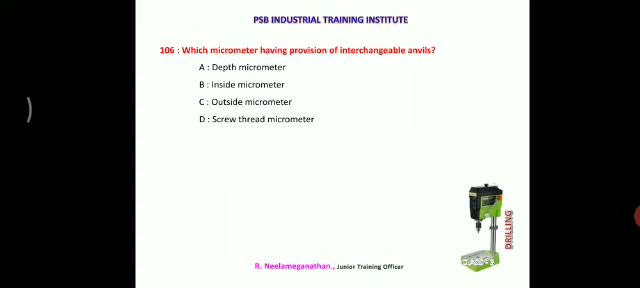 PSB INDUSTRIAL TRAINING INSTITUTE
106 : Which micrometer having provision of interchangeable anvils?
A : Depth micrometer
B : Inside micrometer
C : Outside micrometer
D : Screw thread micrometer
DRILLING
R. Neelameganathan., Junior Training Officer